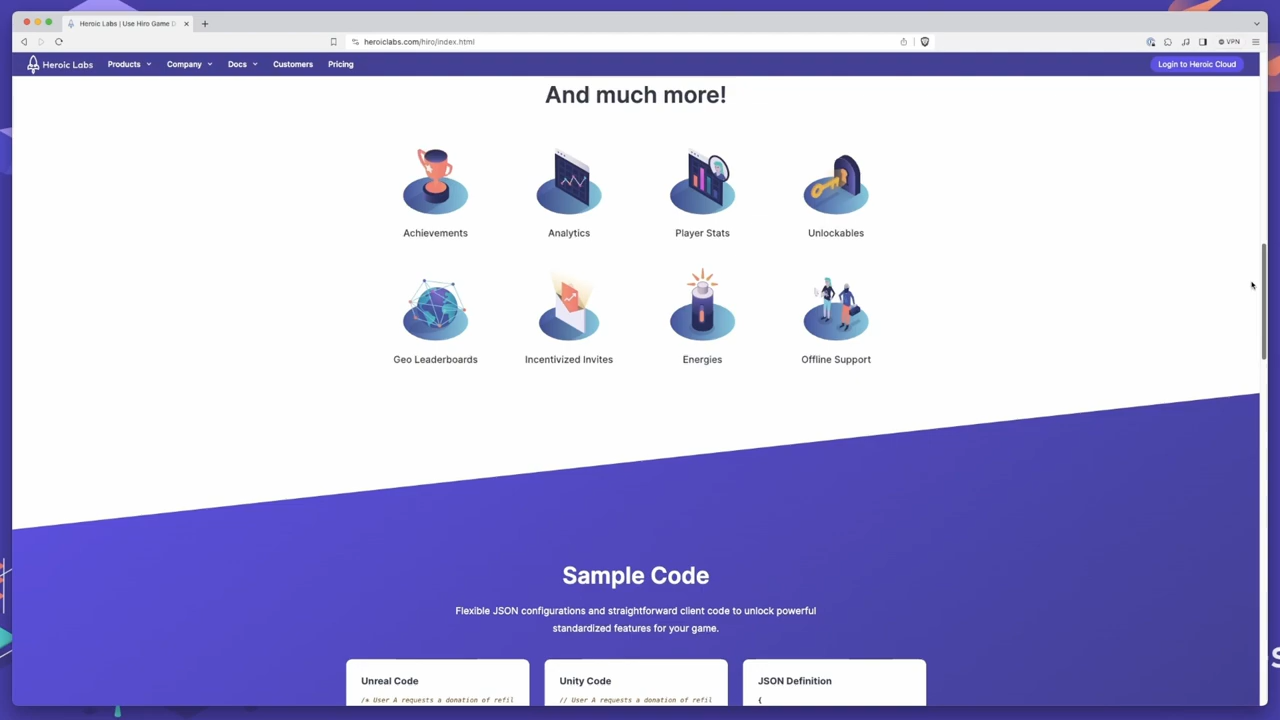 Heroic Labs | Use Hiro Game D
heroiclabs.com/hiro/index.html
VPN
Heroic Labs
Products
Company
Docs
Customers
Pricing
Login to Heroic Cloud
And much more!
Achievements
Analytics
Player Stats
Unlockables
Geo Leaderboards
Incentivized Invites
Energies
Offline Support
Sample Code
Flexible JSON configurations and straightforward client code to unlock powerful
standardized features for your game.
Unreal Code
/* User A requests a donation of refil
Unity Code
// User A requests a donation of refil
JSON Definition
{